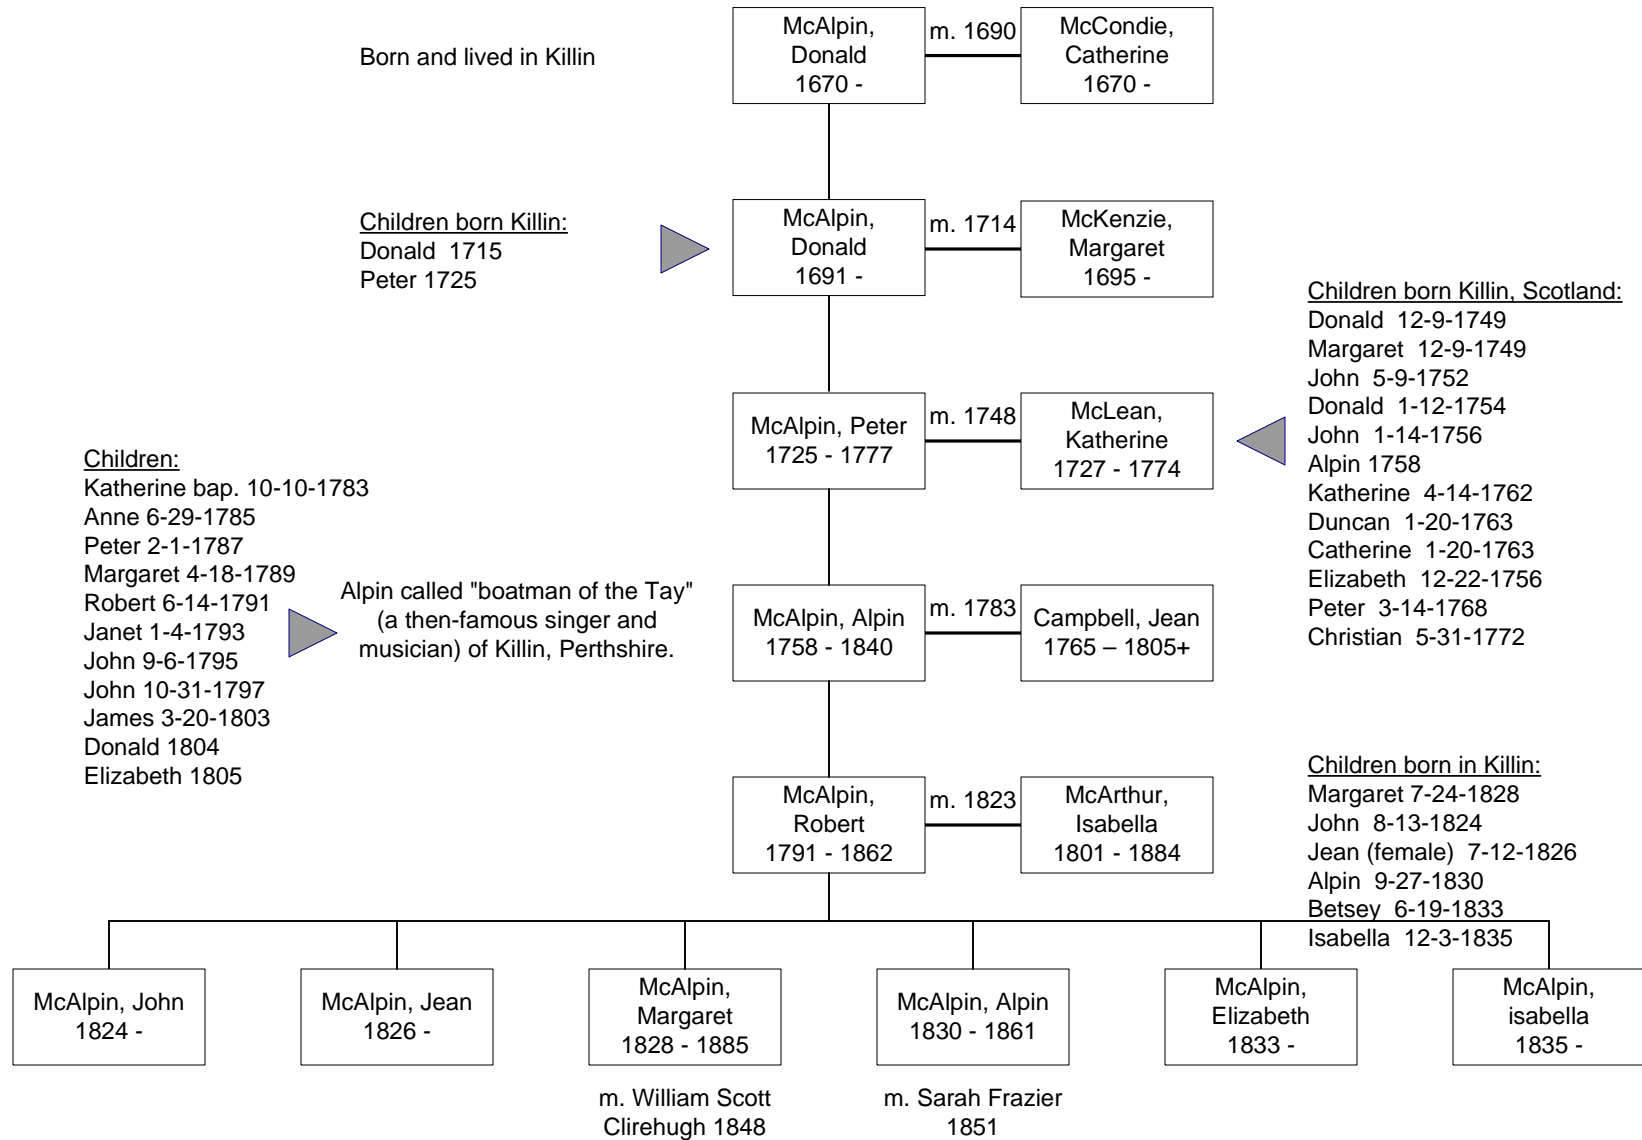 Born and lived in Killin
McAlpin,
Donald
1670 -
m. 1690
McCondie,
Catherine
1670 -
Children born Killin:
Donald  1715
Peter 1725
McAlpin,
Donald
1691 -
m. 1714
McKenzie,
Margaret
1695 -
Children born Killin, Scotland:
Donald  12-9-1749
Margaret  12-9-1749
John  5-9-1752
Donald  1-12-1754
John  1-14-1756
Alpin 1758
Katherine  4-14-1762
Duncan  1-20-1763
Catherine  1-20-1763
Elizabeth  12-22-1756
Peter  3-14-1768
Christian  5-31-1772
McAlpin, Peter
1725 - 1777
m. 1748
McLean,
Katherine
1727 - 1774
Children:
Katherine bap. 10-10-1783
Anne 6-29-1785
Peter 2-1-1787
Margaret 4-18-1789
Robert 6-14-1791
Janet 1-4-1793
John 9-6-1795
John 10-31-1797
James 3-20-1803
Donald 1804
Elizabeth 1805
Alpin called "boatman of the Tay"
(a then-famous singer and
musician) of Killin, Perthshire.
McAlpin, Alpin
1758 - 1840
m. 1783
Campbell, Jean
1765 – 1805+
McAlpin,
Robert
1791 - 1862
m. 1823
McArthur,
Isabella
1801 - 1884
Children born in Killin:
Margaret 7-24-1828
John  8-13-1824
Jean (female)  7-12-1826
Alpin  9-27-1830
Betsey  6-19-1833
Isabella  12-3-1835
McAlpin, John
1824 -
McAlpin, Jean
1826 -
McAlpin,
Margaret
1828 - 1885
m. William Scott
Clirehugh 1848
McAlpin, Alpin
1830 - 1861
m. Sarah Frazier
1851
McAlpin,
Elizabeth
1833 -
McAlpin,
isabella
1835 -